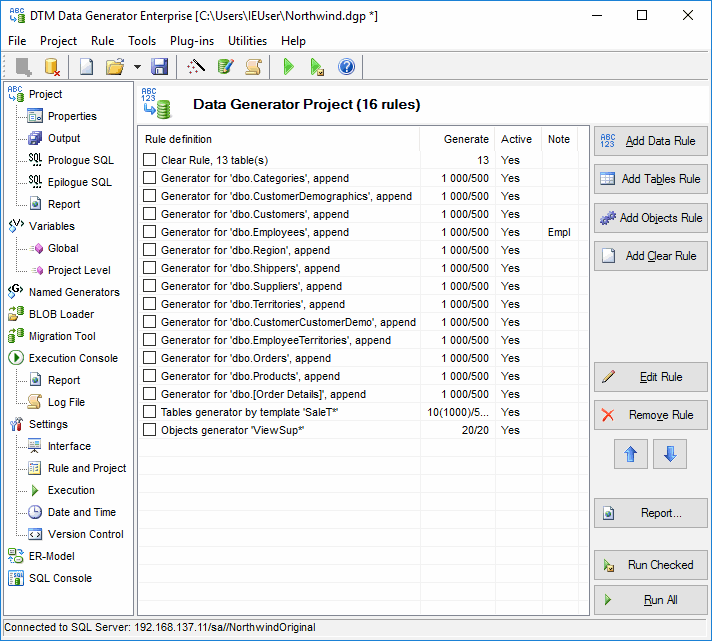 DTM Data Generator Enterprise [C:\Users\IEUser\Northwind.dgp *]
File Project Rule Tools Plug-ins Utilities Help
Project
Properties
Output
Prologue SQL
Epilogue SQL
Report
Variables
Global
Project Level
Named Generators
BLOB Loader
Migration Tool
Execution Console
Report
Log File
Settings
Interface
Rule and Project
Execution
Date and Time
Version Control
ER-Model
SQL Console
Data Generator Project (16 rules)
Rule definition Generate Active Note
Clear Rule, 13 table(s) 13 Yes
Generator for 'dbo.Categories', append 1 000/500 Yes
Generator for 'dbo.CustomerDemographics', append 1 000/500 Yes
Generator for 'dbo.Customers', append 1 000/500 Yes
Generator for 'dbo.Employees', append 1 000/500 Yes Empl
Generator for 'dbo.Region', append 1 000/500 Yes
Generator for 'dbo.Shippers', append 1 000/500 Yes
Generator for 'dbo.Suppliers', append 1 000/500 Yes
Generator for 'dbo.Territories', append 1 000/500 Yes
Generator for 'dbo.CustomerCustomerDemo', append 1 000/500 Yes
Generator for 'dbo.EmployeeTerritories', append 1 000/500 Yes
Generator for 'dbo.Orders', append 1 000/500 Yes
Generator for 'dbo.Products', append 1 000/500 Yes
Generator for 'dbo.[Order Details]', append 1 000/500 Yes
Tables generator by template 'SaleT*' 10(1000)/5... Yes
Objects generator 'ViewSup*' 20/20 Yes
ABC
123
Add Data Rule
Add Tables Rule
Add Objects Rule
Add Clear Rule
Edit Rule
Remove Rule
Report...
Run Checked
Run All
Connected to SQL Server: 192.168.137.11/sa//NorthwindOriginal